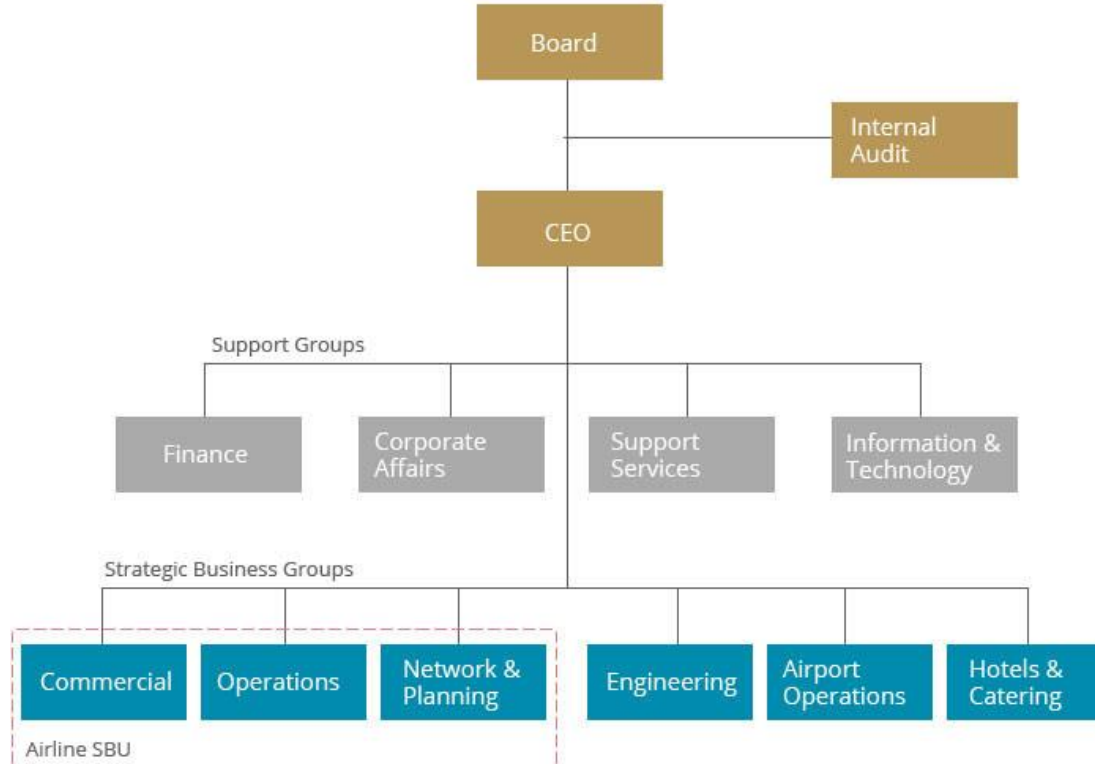 Board
Internal
Audit
CEO
Support Groups
Finance
Corporate
Affairs
Support
Services
Information &
Technology
Strategic Business Groups
Commercial
Operations
Network &
Planning
Engineering
Airport
Operations
Hotels &
Catering
Airline SBU